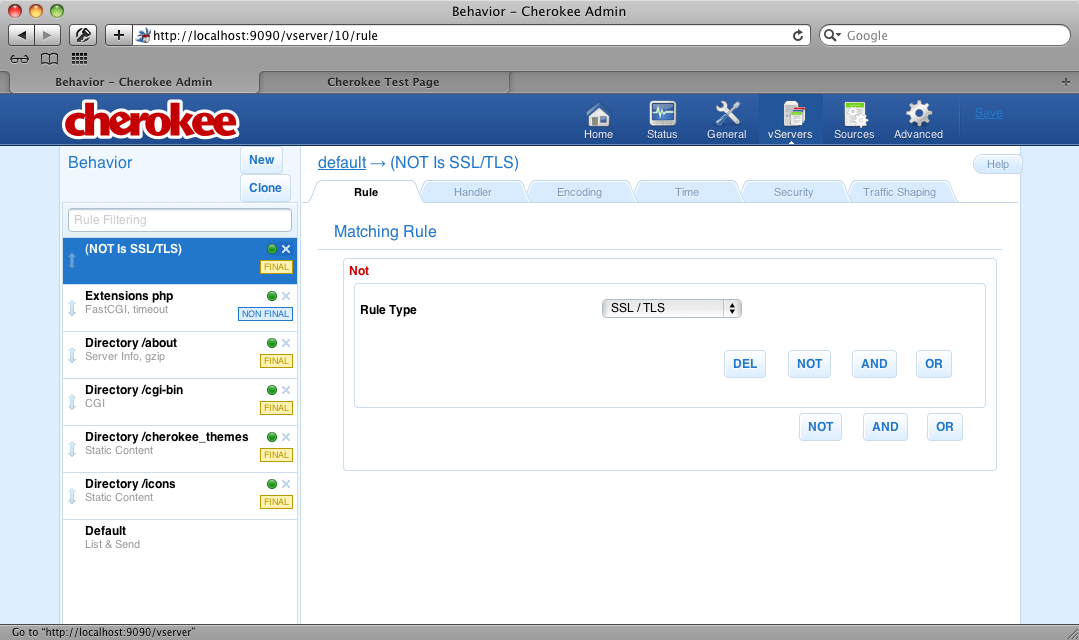 Behavior – Cherokee Admin
http://localhost:9090/vserver/10/rule
Google
Behavior – Cherokee Admin
Cherokee Test Page
cherokee
Home
Status
General
vServers
Sources
Advanced
Save
Behavior
New
Clone
Rule Filtering
(NOT Is SSL/TLS)
FINAL
Extensions php
FastCGI, timeout
NON FINAL
Directory /about
Server Info, gzip
FINAL
Directory /cgi-bin
CGI
FINAL
Directory /cherokee_themes
Static Content
FINAL
Directory /icons
Static Content
FINAL
Default
List & Send
default → (NOT Is SSL/TLS)
Help
Rule
Handler
Encoding
Time
Security
Traffic Shaping
Matching Rule
Not
Rule Type
SSL / TLS
DEL
NOT
AND
OR
NOT
AND
OR
Go to "http://localhost:9090/vserver"